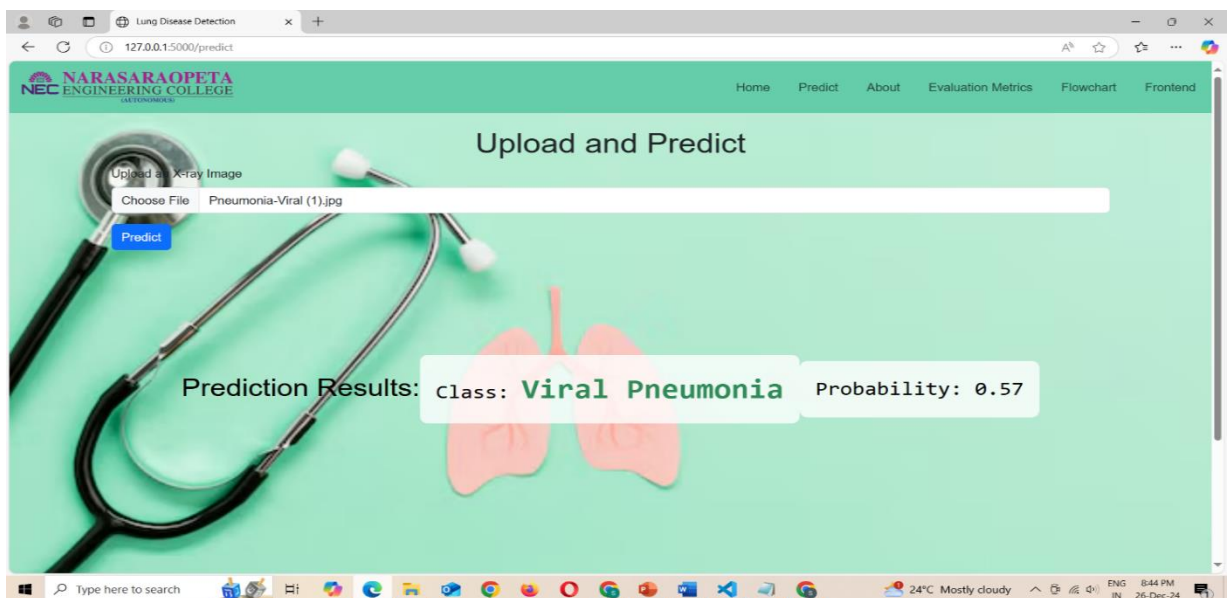 Lung Disease Detection
127.0.0.1:5000/predict
NARASARAOPETA
NEC ENGINEERING COLLEGE
(AUTONOMOUS)
Home Predict About Evaluation Metrics Flowchart Frontend
Upload and Predict
Upload an X-ray Image
Choose File Pneumonia-Viral (1).jpg
Predict
Prediction Results: Class: Viral Pneumonia Probability: 0.57
Type here to search 24°C Mostly cloudy ENG 8:44 PM
IN 26-Dec-24